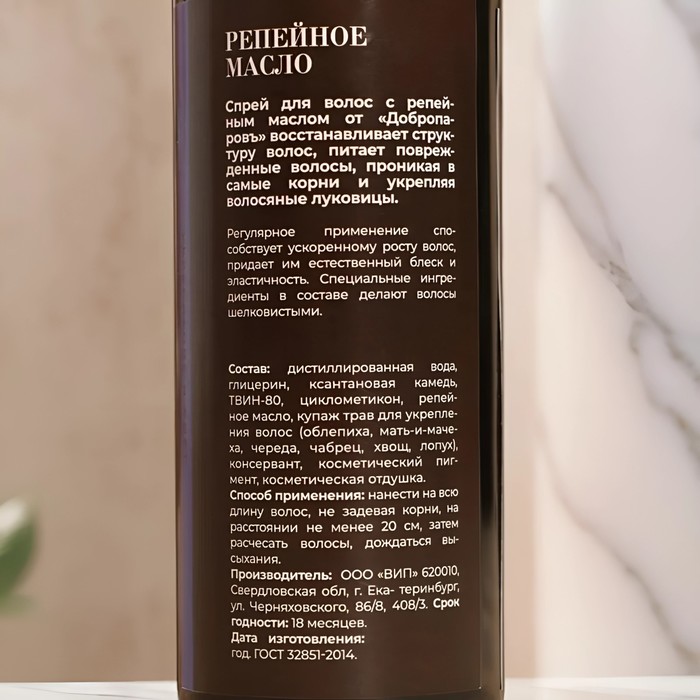 РЕПЕЙНОЕ
МАСЛО
Спрей для волос с репей-
ным маслом от «Добропа-
ровъ» восстанавливает струк-
туру волос, питает повреж-
денные волосы, проникая в
самые корни и укрепляя
волосяные луковицы.
Регулярное применение спо-
собствует ускоренному росту волос,
придает им естественный блеск и
эластичность. Специальные ингре-
диенты в составе делают волосы
шелковистыми.
Состав: дистиллированная вода,
глицерин, ксантановая камедь,
ТВИН-80, циклометикон, репей-
ное масло, купаж трав для укрепле-
ния волос (облепиха, мать-и-маче-
ха, череда, чабрец, хвощ, лопух),
консервант, косметический пиг-
мент, косметическая отдушка.
Способ применения: нанести на всю
длину волос, не задевая корни, на
расстоянии не менее 20 см, затем
расчесать волосы, дождаться вы-
сыхания.
Производитель: ООО «ВИП» 620010,
Свердловская обл, г. Ека- теринбург,
ул. Черняховского, 86/8, 408/3. Срок
годности: 18 месяцев.
Дата изготовления:
год. ГОСТ 32851-2014.